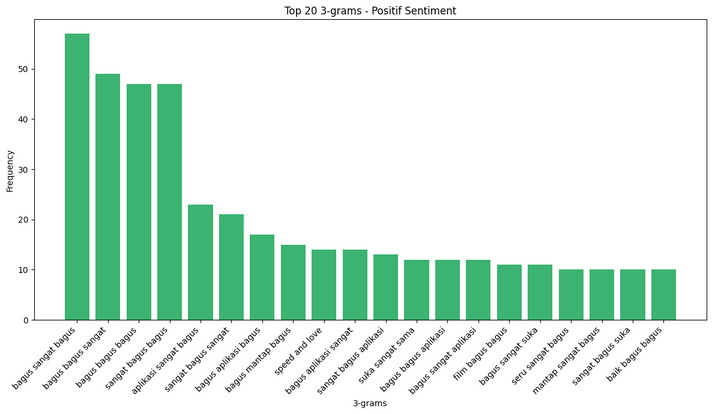 Top 20 3-grams - Positif Sentiment
Frequency
50
40
30
20
10
0
bagus sangat bagus
bagus bagus sangat
bagus bagus bagus
sangat bagus bagus
aplikasi sangat bagus
sangat bagus sangat
bagus aplikasi bagus
bagus mantap bagus
speed and love
bagus aplikasi sangat
sangat bagus aplikasi
suka sangat sama
bagus bagus aplikasi
bagus sangat aplikasi
film bagus bagus
bagus sangat suka
seru sangat bagus
mantap sangat bagus
sangat bagus suka
baik bagus bagus
3-grams